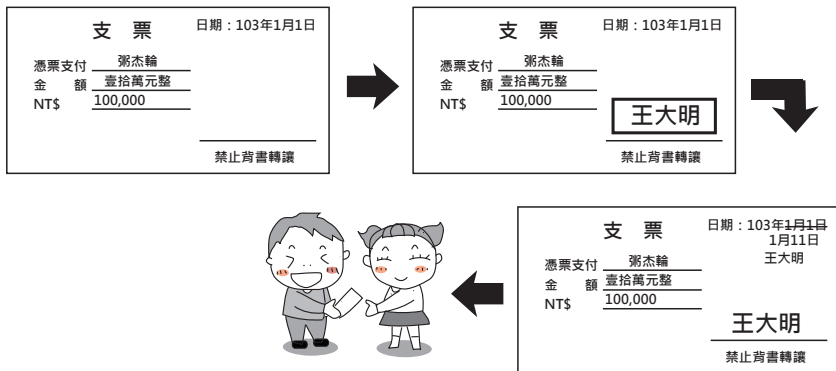 支 票
日期：103年1月1日
憑票支付 粥杰輪
金 額 壹拾萬元整
NT$ 100,000
禁止背書轉讓
支 票
日期：103年1月1日
憑票支付 粥杰輪
金 額 壹拾萬元整
NT$ 100,000
王大明
禁止背書轉讓
支 票
日期：103年1月1日
1月11日
王大明
憑票支付 粥杰輪
金 額 壹拾萬元整
NT$ 100,000
王大明
禁止背書轉讓